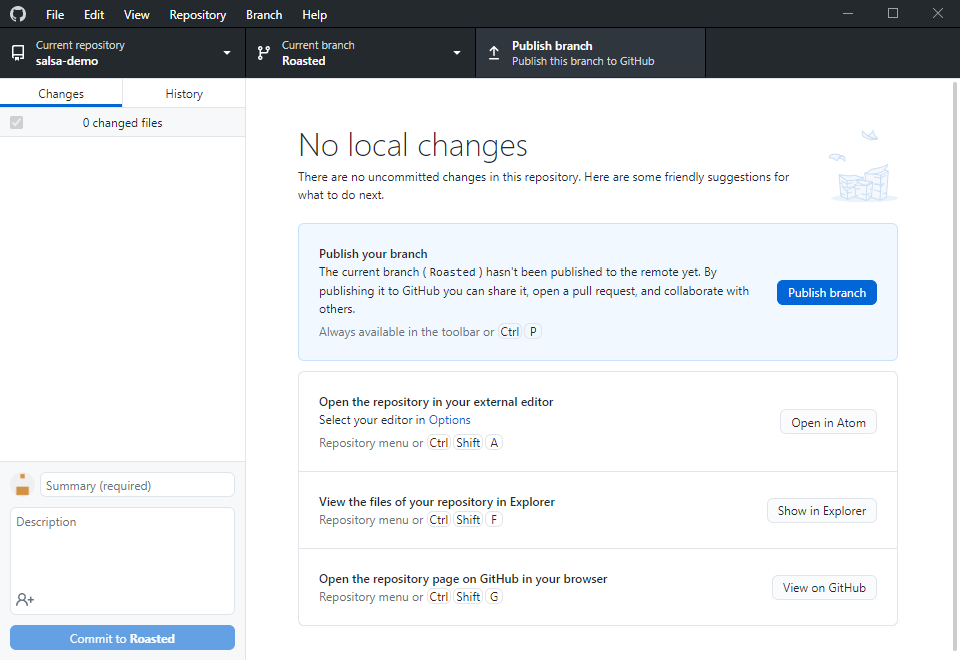 File Edit View Repository Branch Help
Current repository
salsa-demo
Current branch
Roasted
Publish branch
Publish this branch to GitHub
Changes History
0 changed files
No local changes
There are no uncommitted changes in this repository. Here are some friendly suggestions for
what to do next.
Publish your branch
The current branch ( Roasted ) hasn't been published to the remote yet. By
publishing it to GitHub you can share it, open a pull request, and collaborate with
others.
Always available in the toolbar or Ctrl P
Publish branch
Open the repository in your external editor
Select your editor in Options
Repository menu or Ctrl Shift A
Open in Atom
View the files of your repository in Explorer
Repository menu or Ctrl Shift F
Show in Explorer
Open the repository page on GitHub in your browser
Repository menu or Ctrl Shift G
View on GitHub
Summary (required)
Description
Commit to Roasted